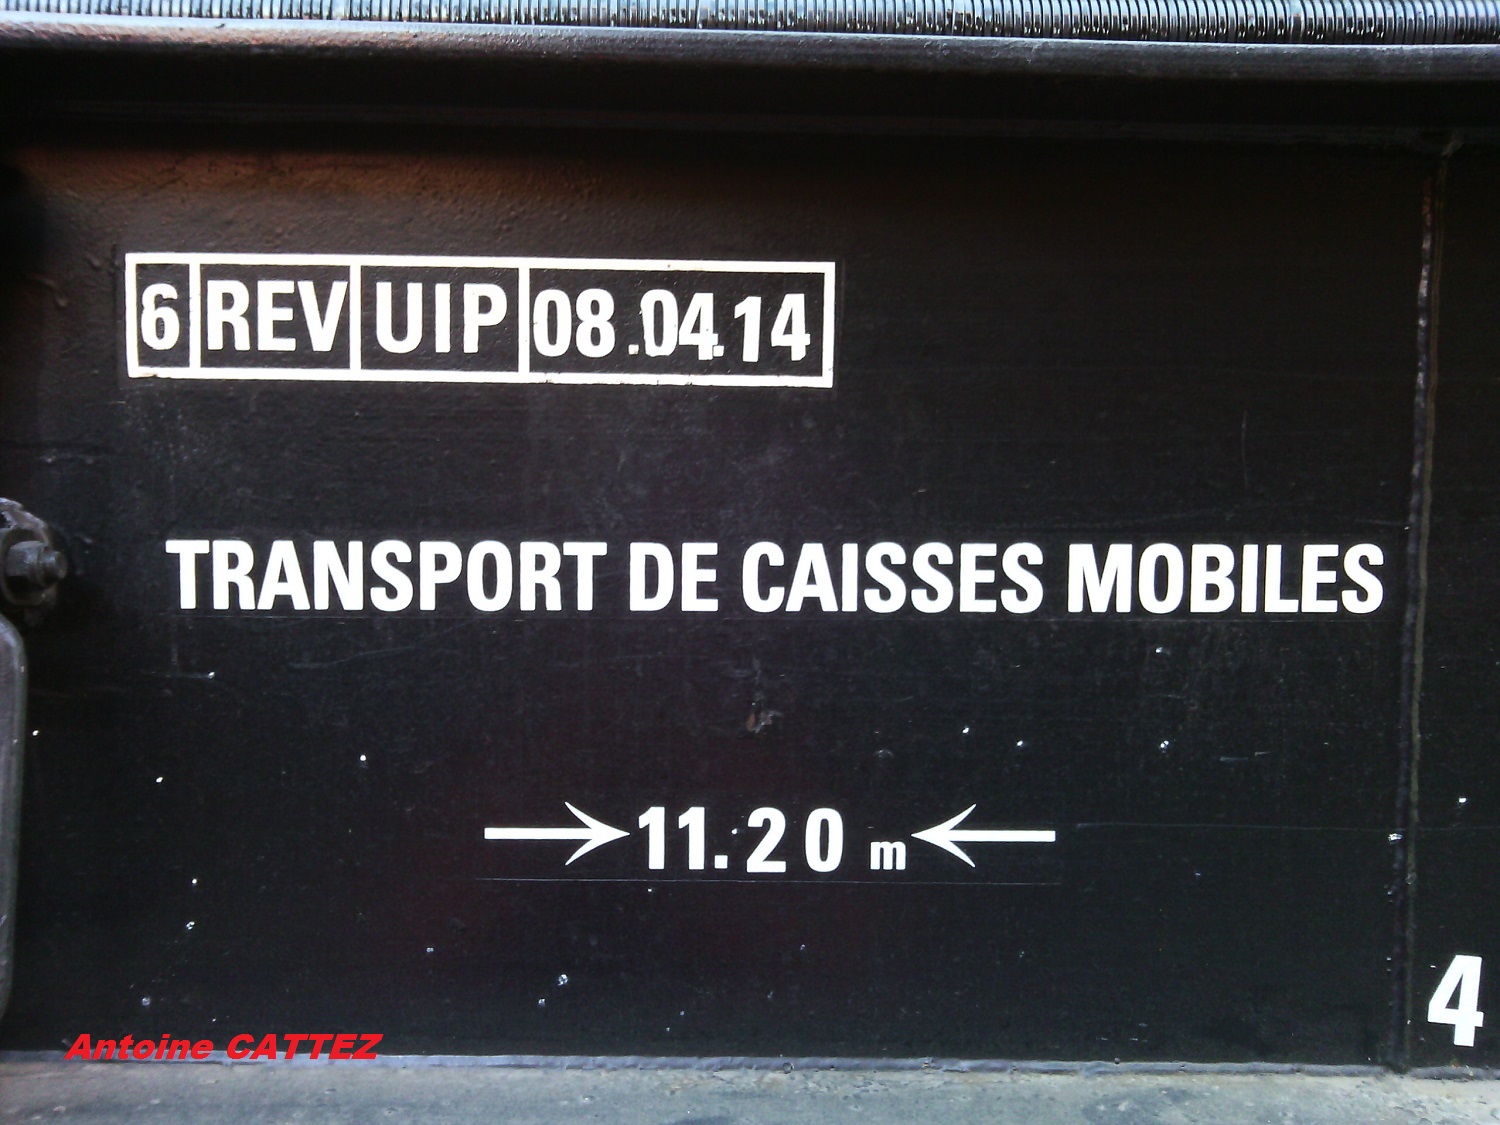 6 REV UIP 08.04.14
TRANSPORT DE CAISSES MOBILES
11.20 m
4
Antoine CATTEZ